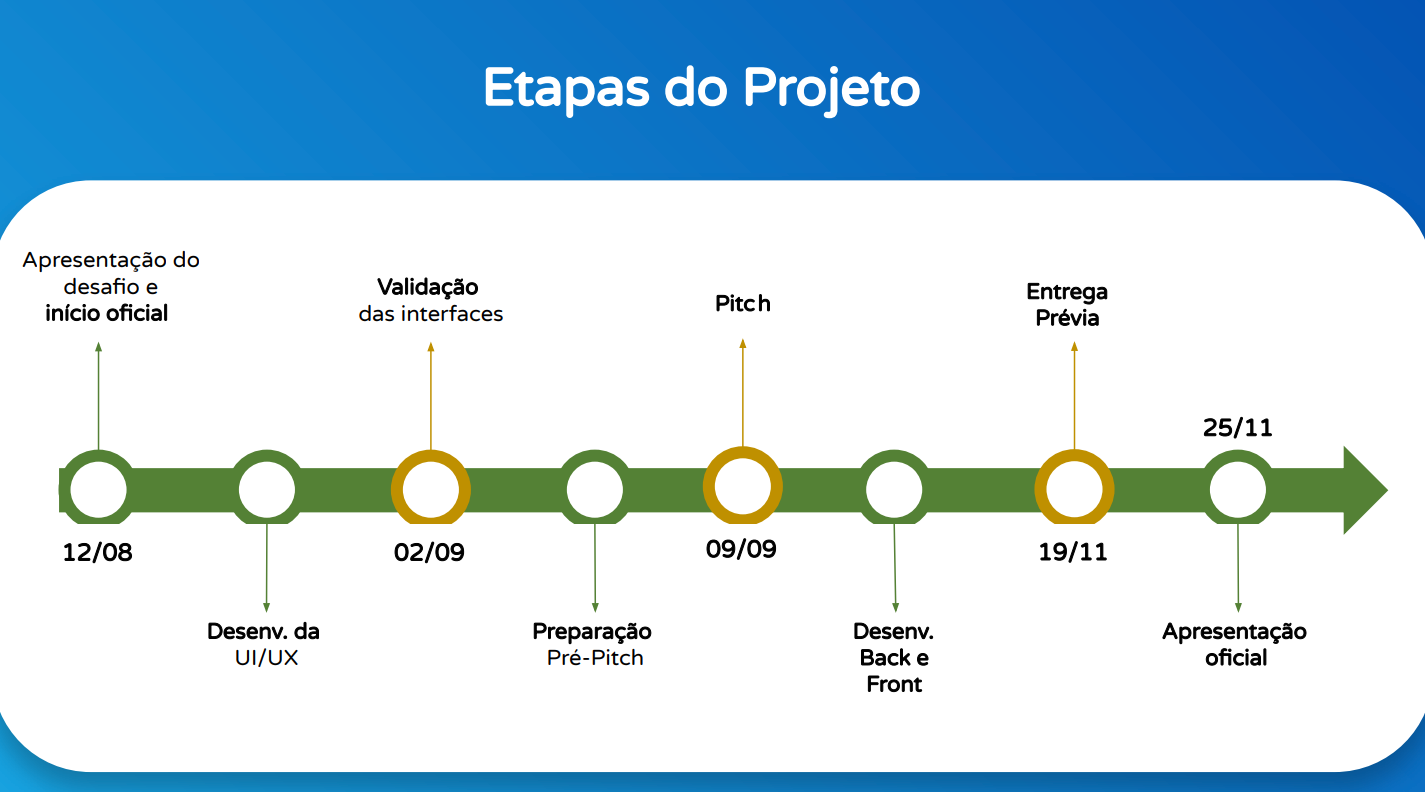 Etapas do Projeto
Apresentação do
desafio e
início oficial
Validação
das interfaces
Pitch
Entrega
Prévia
25/11
12/08
02/09
09/09
19/11
Desenv. da
UI/UX
Preparação
Pré-Pitch
Desenv.
Back e
Front
Apresentação
oficial